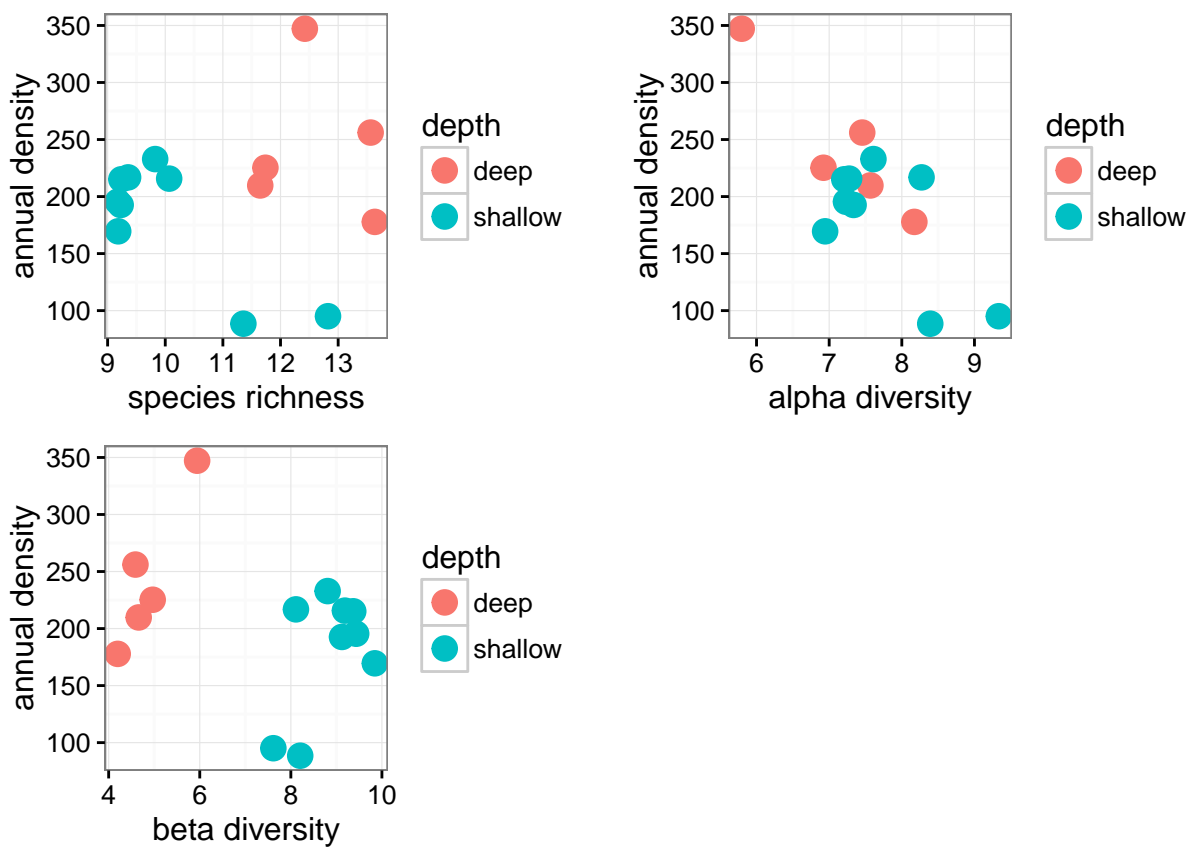 350
300
250
200
150
100
annual density
9 10 11 12 13
species richness
depth
deep
shallow
350
300
250
200
150
100
annual density
6 7 8 9
alpha diversity
depth
deep
shallow
350
300
250
200
150
100
annual density
4 6 8 10
beta diversity
depth
deep
shallow